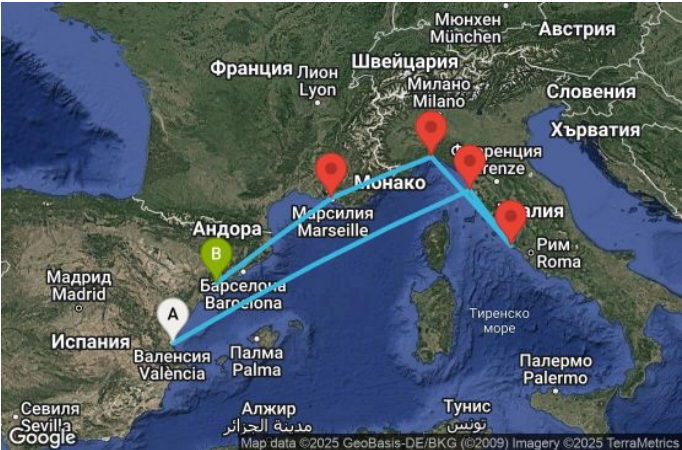 Мюнхен
München
Австрия
Франция
Лион
Lyon
Швейцария
Милано
Milano
Словения
Хърватия
Флоренция
Монако
Марсилия
Marseille
Андора
Рим
Roma
B
Барселона
Barcelona
Мадрид
Madrid
A
Тиренско
море
Испания
Валенсия
València
Палма
Palma
Палермо
Palermo
Севиля
Sevilla
Алжир
مدينة الجزائر
Тунис
تونس
Google
Map data ©2025 GeoBasis-DE/BKG (©2009) Imagery ©2025 TerraMetrics